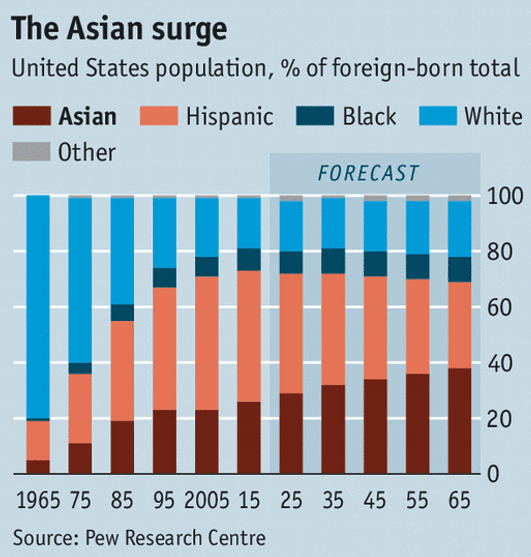 The Asian surge
United States population, % of foreign-born total
Asian Hispanic Black White
Other
FORECAST
100
80
60
40
20
0
1965 75 85 95 2005 15 25 35 45 55 65
Source: Pew Research Centre